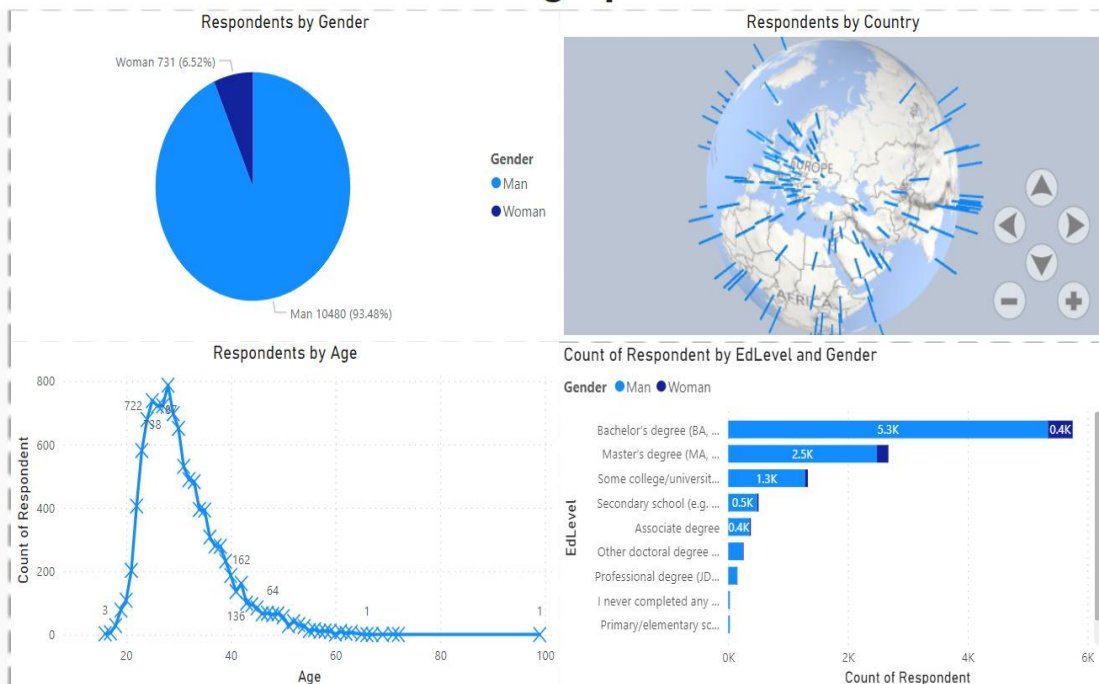 Respondents by Gender
Woman 731 (6.52%)
Gender
Man
Woman
Man 10480 (93.48%)
Respondents by Country
EUROPE
AFRICA
Respondents by Age
Count of Respondent
800
600
400
200
0
722
738
787
3
162
136
64
1
1
20
40
60
80
100
Age
Count of Respondent by EdLevel and Gender
Gender Man Woman
EdLevel
Bachelor's degree (BA, ... 5.3K 0.4K
Master's degree (MA, ... 2.5K
Some college/universit... 1.3K
Secondary school (e.g. ... 0.5K
Associate degree 0.4K
Other doctoral degree ...
Professional degree (JD...
I never completed any ...
Primary/elementary sc...
0K 2K 4K 6K
Count of Respondent